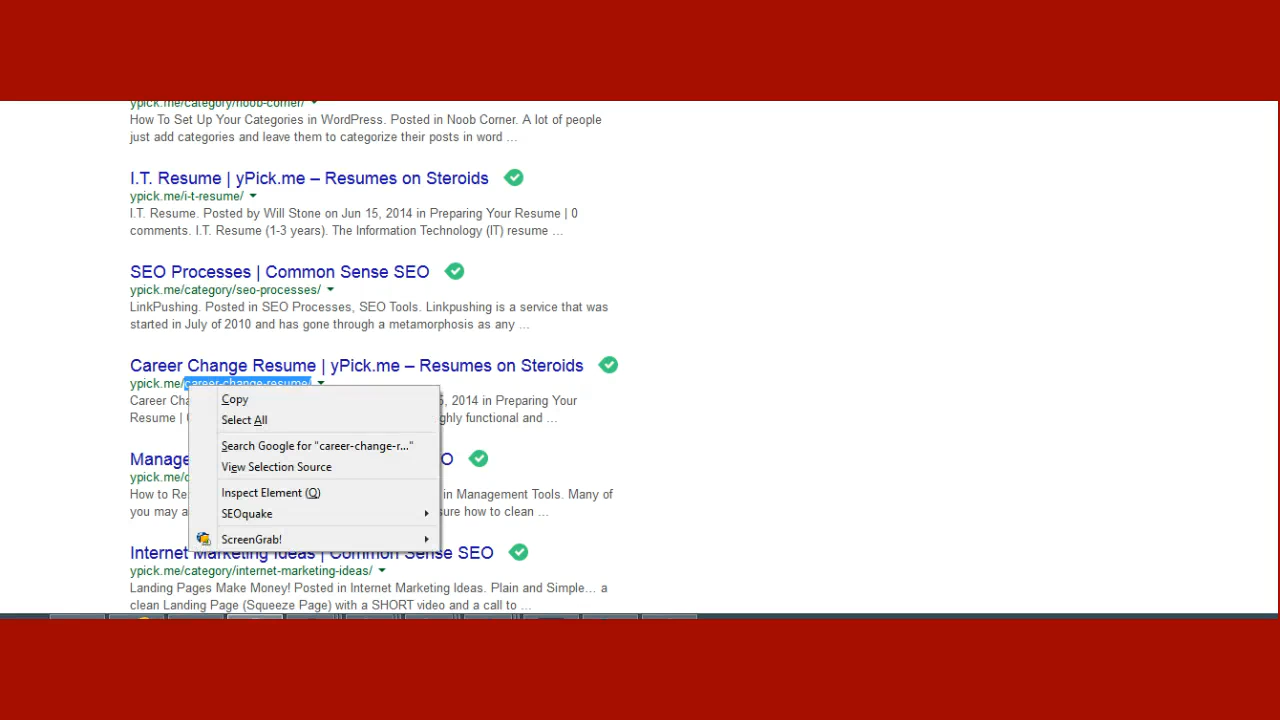 ypick.me/category/noob-corner/
How To Set Up Your Categories in WordPress. Posted in Noob Corner. A lot of people
just add categories and leave them to categorize their posts in word ...
I.T. Resume | yPick.me – Resumes on Steroids
ypick.me/i-t-resume/
I.T. Resume. Posted by Will Stone on Jun 15, 2014 in Preparing Your Resume | 0
comments. I.T. Resume (1-3 years). The Information Technology (IT) resume ...
SEO Processes | Common Sense SEO
ypick.me/category/seo-processes/
LinkPushing. Posted in SEO Processes, SEO Tools. Linkpushing is a service that was
started in July of 2010 and has gone through a metamorphosis as any ...
Career Change Resume | yPick.me – Resumes on Steroids
ypick.me/career-change-resume/
Career Cha 5, 2014 in Preparing Your
Resume | ghly functional and ...
Manage O
ypick.me/c
How to Re in Management Tools. Many of
you may a sure how to clean ...
Copy
Select All
Search Google for "career-change-r..."
View Selection Source
Inspect Element (Q)
SEOquake
ScreenGrab!
Internet Marketing Ideas | Common Sense SEO
ypick.me/category/internet-marketing-ideas/
Landing Pages Make Money! Posted in Internet Marketing Ideas. Plain and Simple... a
clean Landing Page (Squeeze Page) with a SHORT video and a call to ...